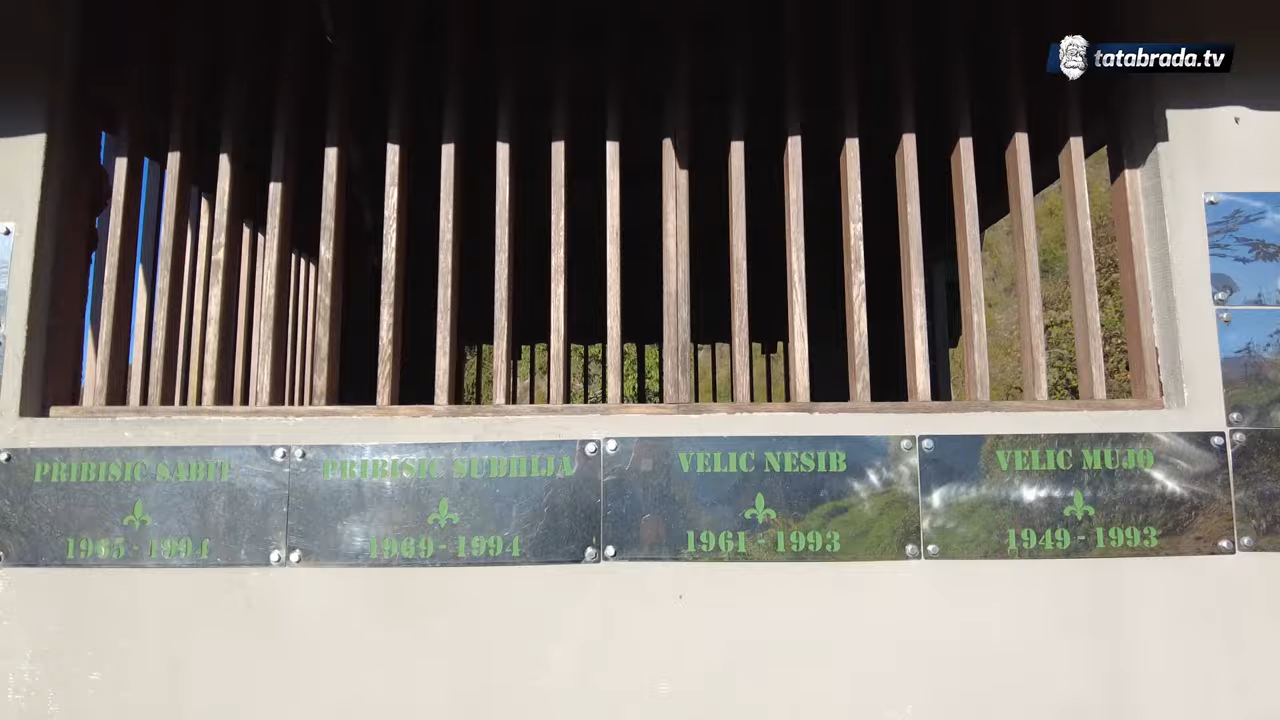 tatabrada.tv
PRIBISIC SABIT
1965 - 1994
PRIBISIC SUBHIJA
1969 - 1994
VELIC NESIB
1961 - 1993
VELIC MUJO
1949 - 1993